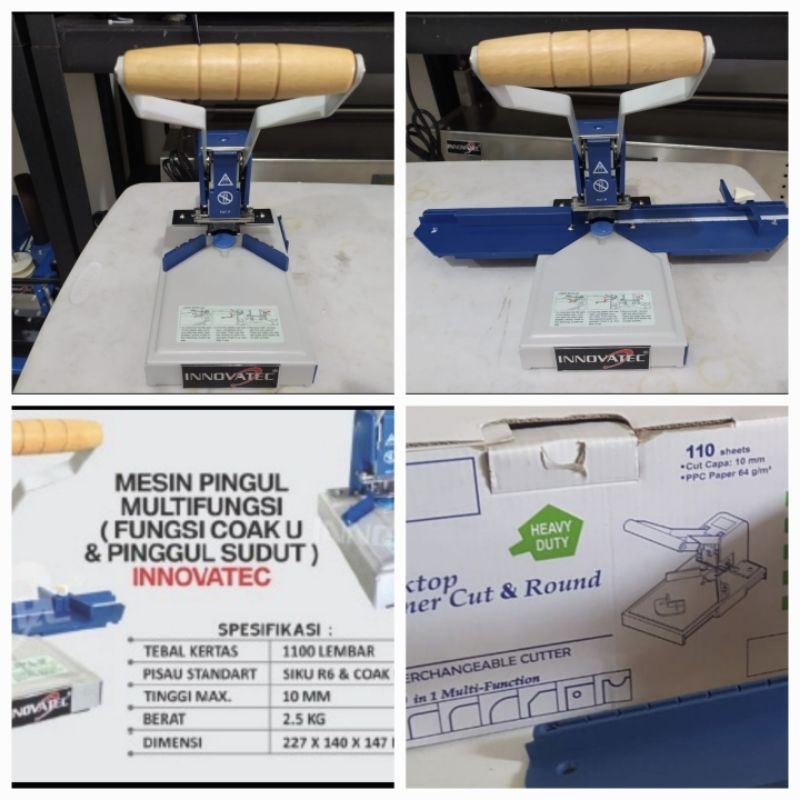 INNOVATEC
INNOVATEC
INNOVATEC
MESIN PINGUL
MULTIFUNGSI
( FUNGSI COAK U
& PINGGUL SUDUT )
INNOVATEC
SPESIFIKASI :
TEBAL KERTAS 1100 LEMBAR
PISAU STANDART SIKU R6 & COAK
TINGGI MAX. 10 MM
BERAT 2.5 KG
DIMENSI 227 X 140 X 147
NOVATEC
110 sheets
•Cut Capa: 10 mm
•PPC Paper 64 g/m²
HEAVY
DUTY
ktop
ner Cut & Round
ERCHANGEABLE CUTTER
in 1 Multi-Function